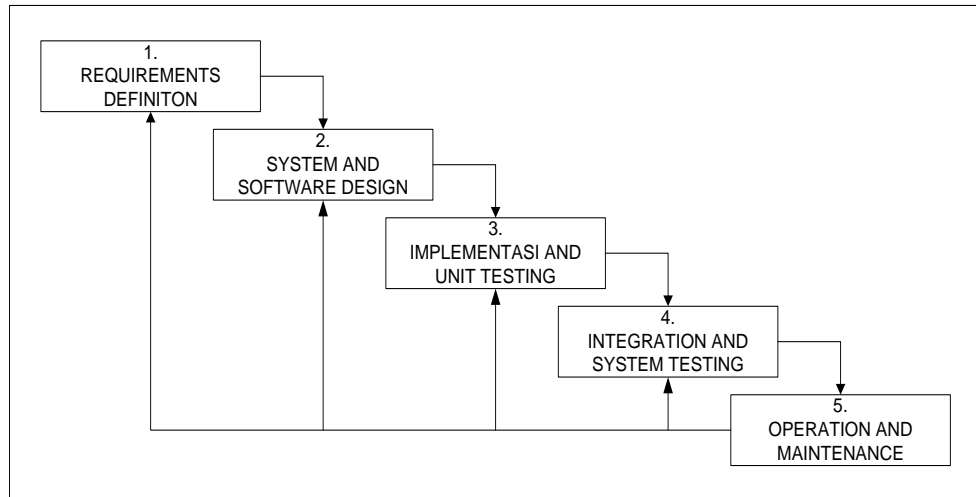 1.
REQUIREMENTS
DEFINITON
2.
SYSTEM AND
SOFTWARE DESIGN
3.
IMPLEMENTASI AND
UNIT TESTING
4.
INTEGRATION AND
SYSTEM TESTING
5.
OPERATION AND
MAINTENANCE